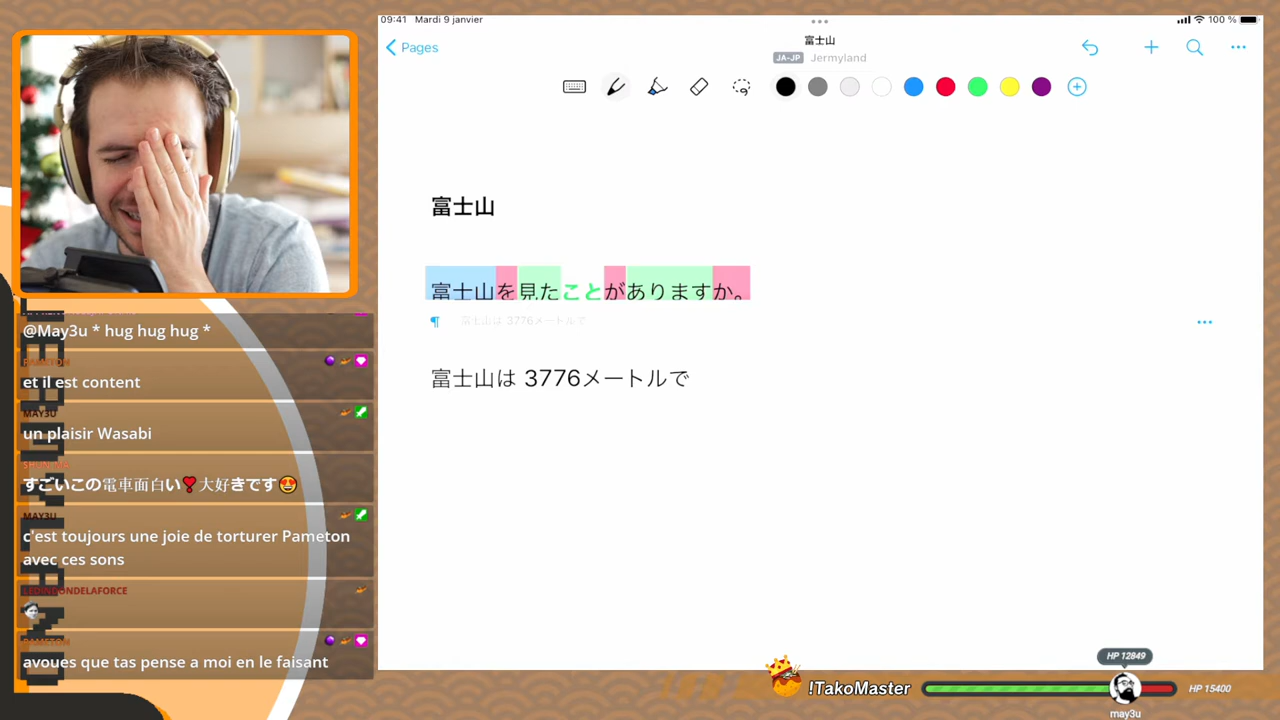 09:41 Mardi 9 janvier
100 %
Pages
富士山
JA-JP Jermyland
富士山
富士山を見たことがありますか。
富士山は 3776メートルで
富士山は 3776メートルで
@May3u * hug hug hug *
PAMETON
et il est content
MAY3U
un plaisir Wasabi
すごいこの電車面白い❣大好きです😍
MAY3U
c'est toujours une joie de torturer Pameton
avec ces sons
PAMETON
avoues que tas pense a moi en le faisant
HP 12849
!TakoMaster
HP 15400
may3u